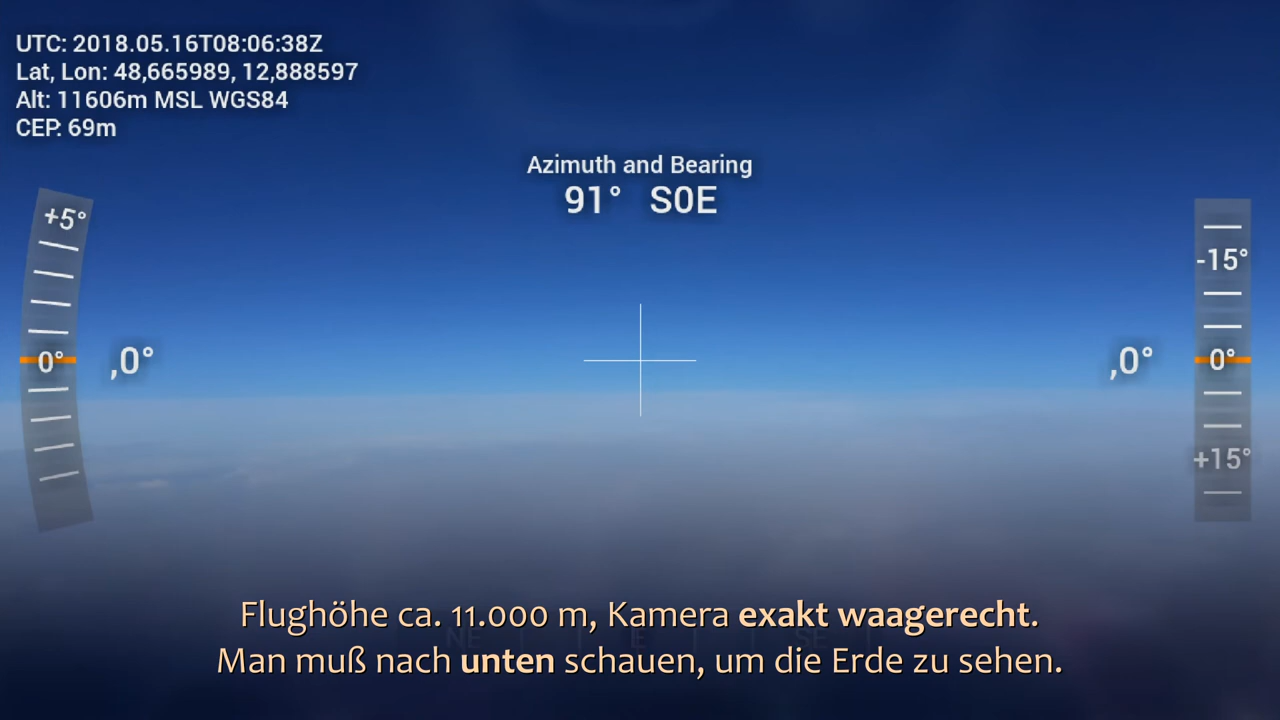 UTC: 2018.05.16T08:06:38Z
Lat, Lon: 48,665989, 12,888597
Alt: 11606m MSL WGS84
CEP: 69m
Azimuth and Bearing
91° S0E
+5°
0°
,0°
-15°
,0°
0°
+15°
NE E SE
Flughöhe ca. 11.000 m, Kamera exakt waagerecht.
Man muß nach unten schauen, um die Erde zu sehen.